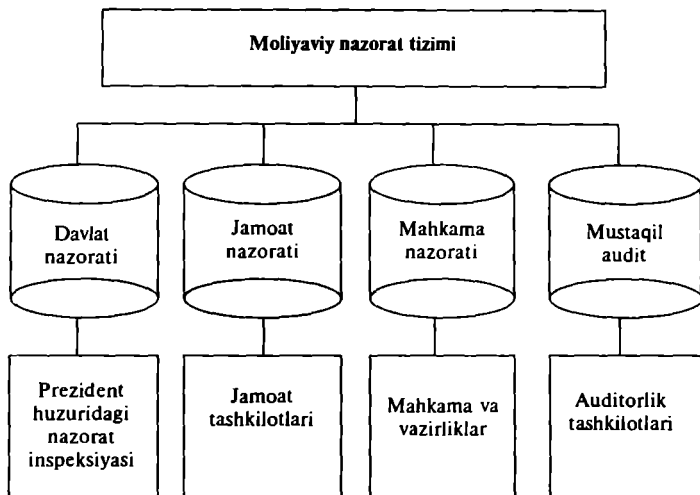 Moliyaviy nazorat tizimi
Davlat
nazorati
Jamoat
nazorati
Mahkama
nazorati
Mustaqil
audit
Prezident
huzuridagi
nazorat
inspeksiyasi
Jamoat
tashkilotlari
Mahkama va
vazirliklar
Auditorlik
tashkilotlari